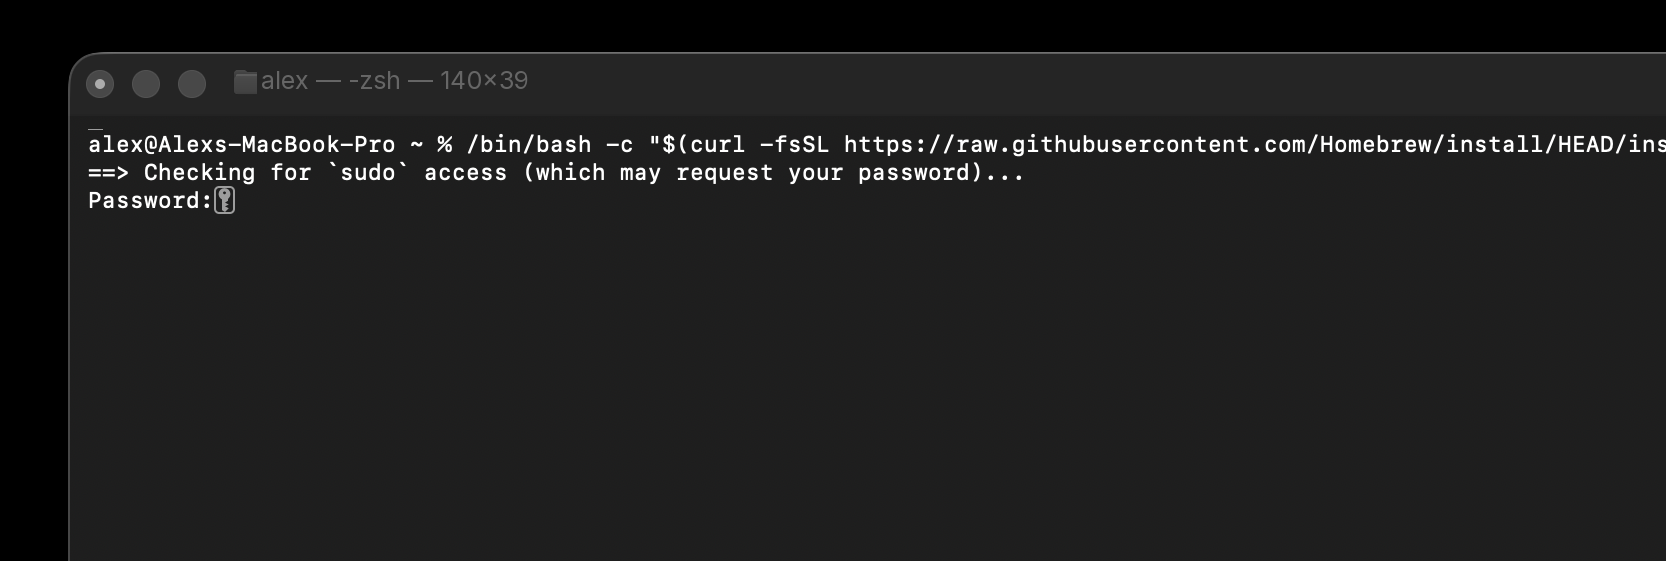 alex — -zsh — 140×39
alex@Alexs-MacBook-Pro ~ % /bin/bash -c "$(curl -fsSL https://raw.githubusercontent.com/Homebrew/install/HEAD/ins
==> Checking for `sudo` access (which may request your password)...
Password: